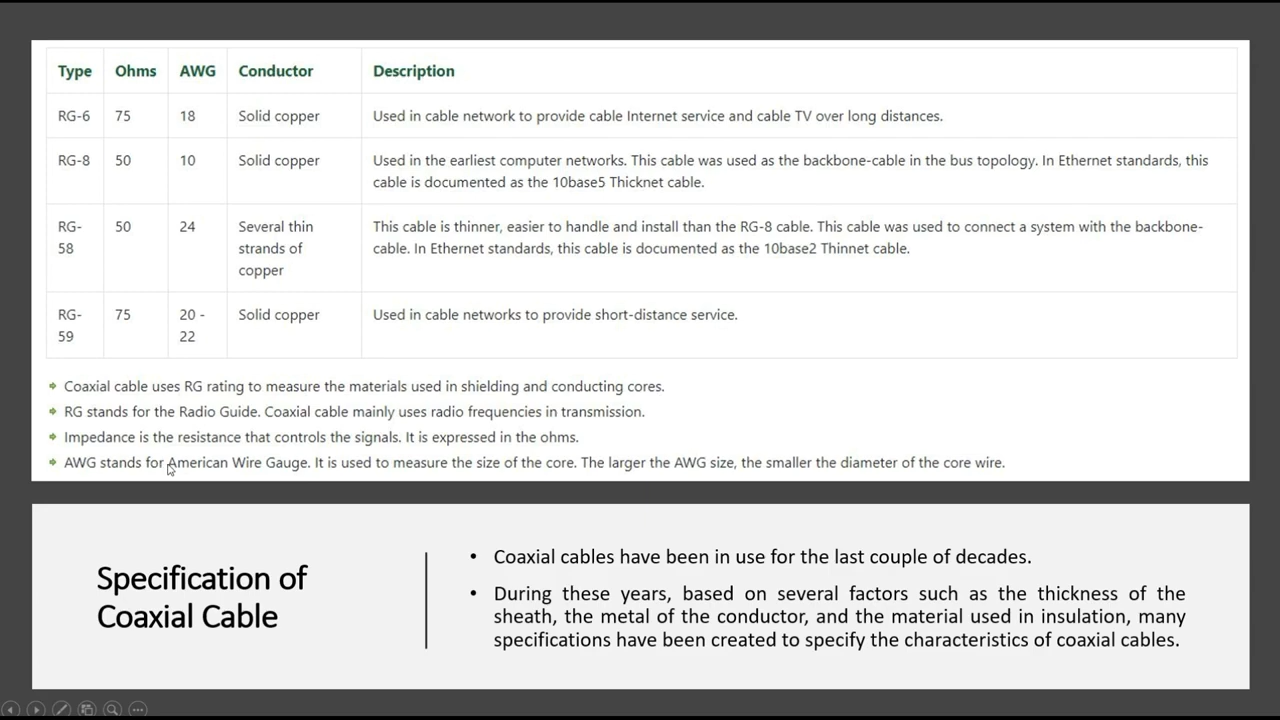 Type Ohms AWG Conductor Description
RG-6 75 18 Solid copper Used in cable network to provide cable Internet service and cable TV over long distances.
RG-8 50 10 Solid copper Used in the earliest computer networks. This cable was used as the backbone-cable in the bus topology. In Ethernet standards, this
cable is documented as the 10base5 Thicknet cable.
RG- 50 24 Several thin This cable is thinner, easier to handle and install than the RG-8 cable. This cable was used to connect a system with the backbone-
58 strands of cable. In Ethernet standards, this cable is documented as the 10base2 Thinnet cable.
copper
RG- 75 20 - Solid copper Used in cable networks to provide short-distance service.
59 22
Coaxial cable uses RG rating to measure the materials used in shielding and conducting cores.
RG stands for the Radio Guide. Coaxial cable mainly uses radio frequencies in transmission.
Impedance is the resistance that controls the signals. It is expressed in the ohms.
AWG stands for American Wire Gauge. It is used to measure the size of the core. The larger the AWG size, the smaller the diameter of the core wire.
Specification of
Coaxial Cable
• Coaxial cables have been in use for the last couple of decades.
• During these years, based on several factors such as the thickness of the
sheath, the metal of the conductor, and the material used in insulation, many
specifications have been created to specify the characteristics of coaxial cables.